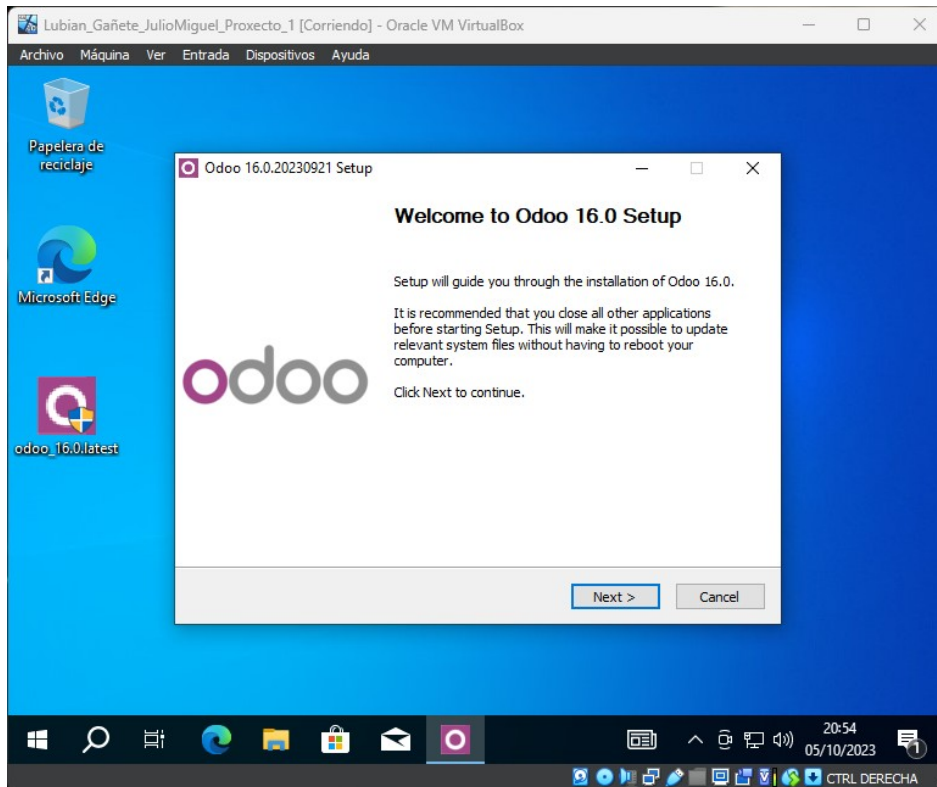 Lubian_Gañete_JulioMiguel_Proxecto_1 [Corriendo] - Oracle VM VirtualBox
Archivo Máquina Ver Entrada Dispositivos Ayuda
Papelera de
reciclaje
Odoo 16.0.20230921 Setup
Welcome to Odoo 16.0 Setup
Setup will guide you through the installation of Odoo 16.0.
It is recommended that you close all other applications
before starting Setup. This will make it possible to update
relevant system files without having to reboot your
computer.
Click Next to continue.
odoo
Microsoft Edge
odoo_16.0.latest
Next >
Cancel
20:54
05/10/2023
1
CTRL DERECHA